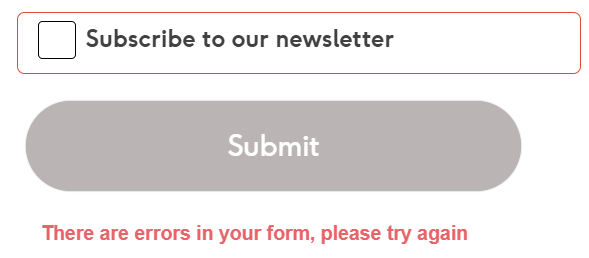 Subscribe to our newsletter
Submit
There are errors in your form, please try again